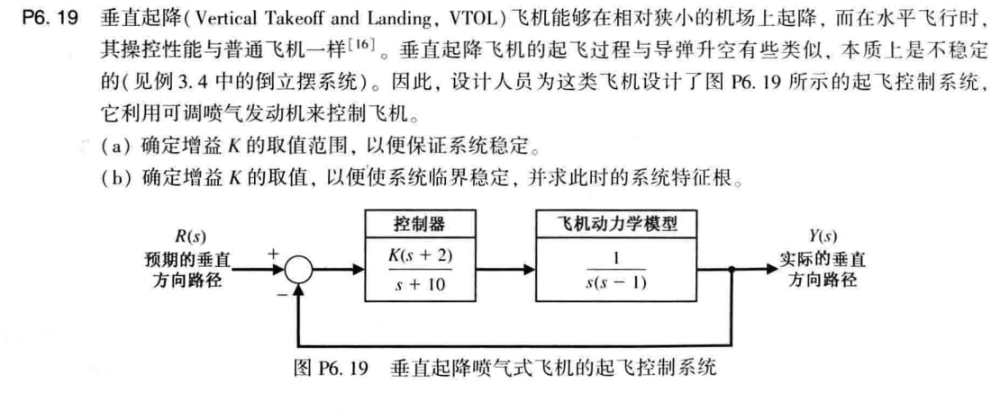 P6.19 垂直起降(Vertical Takeoff and Landing, VTOL)飞机能够在相对狭小的机场上起降，而在水平飞行时，
其操控性能与普通飞机一样[16]。垂直起降飞机的起飞过程与导弹升空有些类似，本质上是不稳定
的(见例3.4中的倒立摆系统)。因此，设计人员为这类飞机设计了图P6.19所示的起飞控制系统，
它利用可调喷气发动机来控制飞机。
(a) 确定增益K的取值范围，以便保证系统稳定。
(b) 确定增益K的取值，以便使系统临界稳定，并求此时的系统特征根。
控制器
飞机动力学模型
R(s)
预期的垂直
方向路径
+
−
K(s + 2)
s + 10
1
s(s − 1)
Y(s)
实际的垂直
方向路径
图P6.19 垂直起降喷气式飞机的起飞控制系统